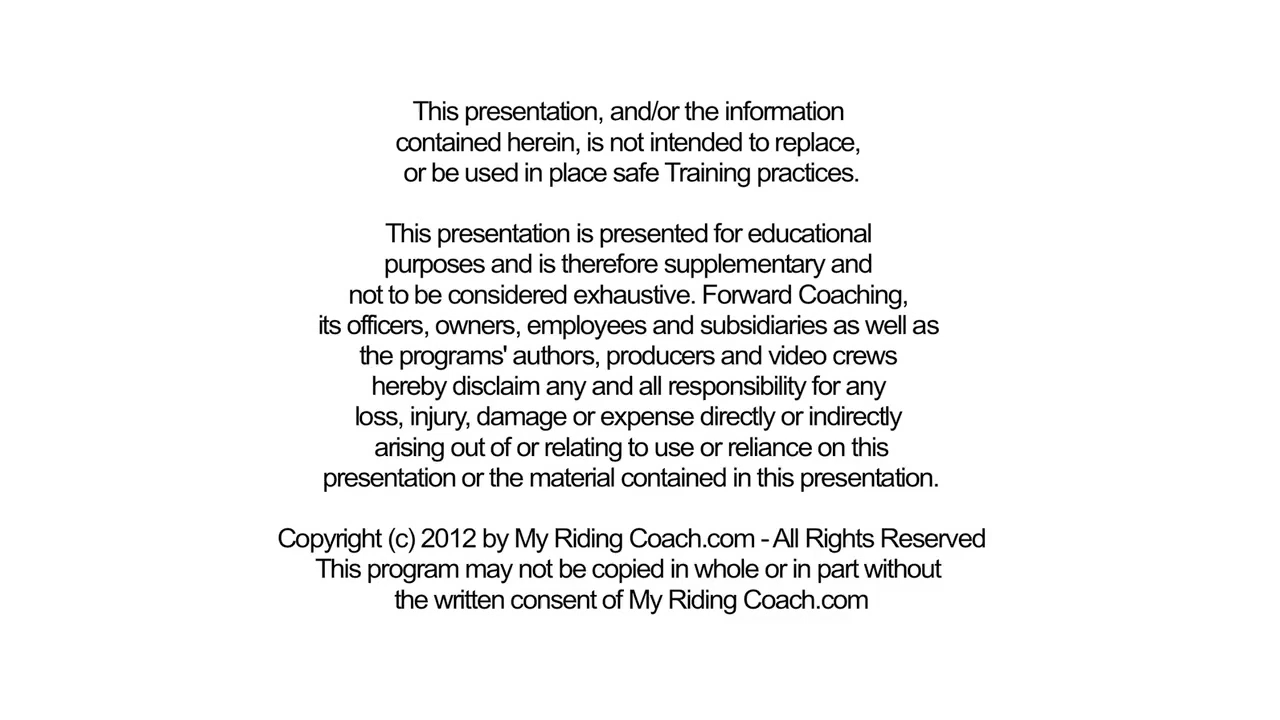 This presentation, and/or the information
contained herein, is not intended to replace,
or be used in place safe Training practices.
This presentation is presented for educational
purposes and is therefore supplementary and
not to be considered exhaustive. Forward Coaching,
its officers, owners, employees and subsidiaries as well as
the programs' authors, producers and video crews
hereby disclaim any and all responsibility for any
loss, injury, damage or expense directly or indirectly
arising out of or relating to use or reliance on this
presentation or the material contained in this presentation.
Copyright (c) 2012 by My Riding Coach.com - All Rights Reserved
This program may not be copied in whole or in part without
the written consent of My Riding Coach.com